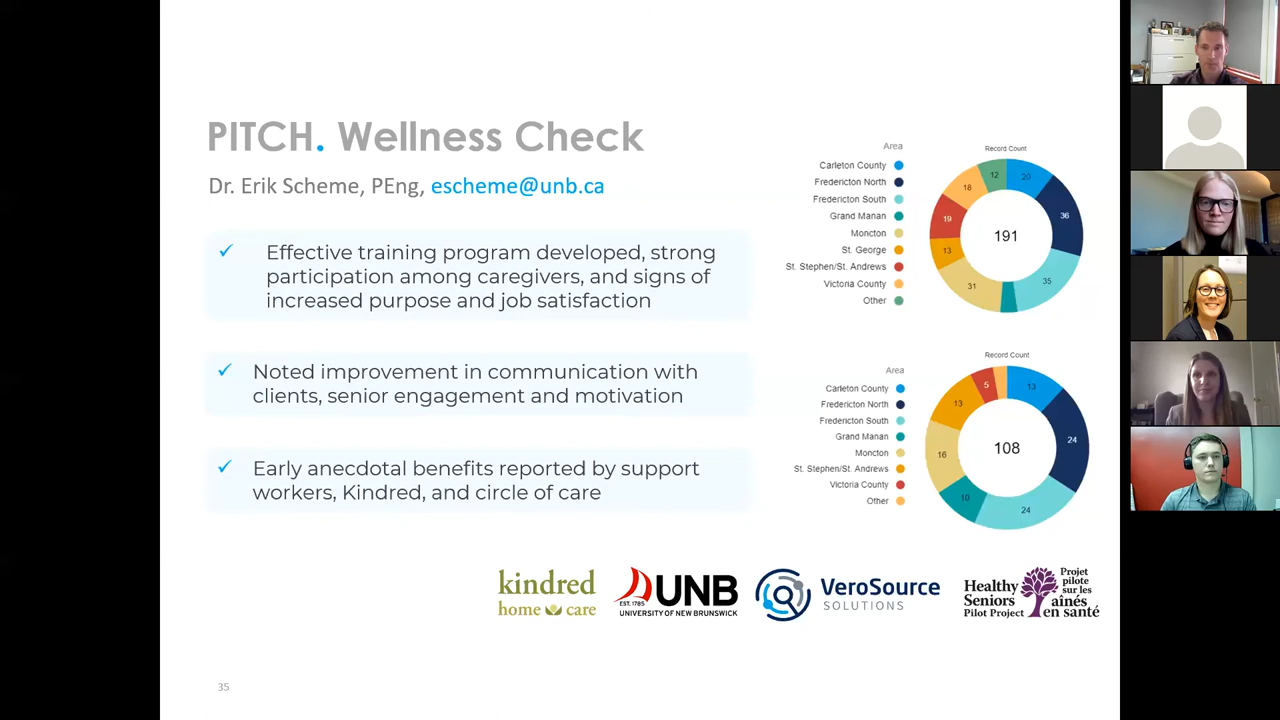 PITCH. Wellness Check
Dr. Erik Scheme, PEng, escheme@unb.ca
✓ Effective training program developed, strong
participation among caregivers, and signs of
increased purpose and job satisfaction
✓ Noted improvement in communication with
clients, senior engagement and motivation
✓ Early anecdotal benefits reported by support
workers, Kindred, and circle of care
Area
Carleton County
Fredericton North
Fredericton South
Grand Manan
Moncton
St. George
St. Stephen/St. Andrews
Victoria County
Other
Record Count
12
20
18
36
19
191
13
35
31
Area
Carleton County
Fredericton North
Fredericton South
Grand Manan
Moncton
St. Stephen/St. Andrews
Victoria County
Other
Record Count
5
13
13
24
108
16
10
24
kindred
home care
EST. 1785 UNB
UNIVERSITY OF NEW BRUNSWICK
VeroSource
SOLUTIONS
Healthy
Seniors
Pilot Project
Projet
pilote
sur les
aînés
en santé
35